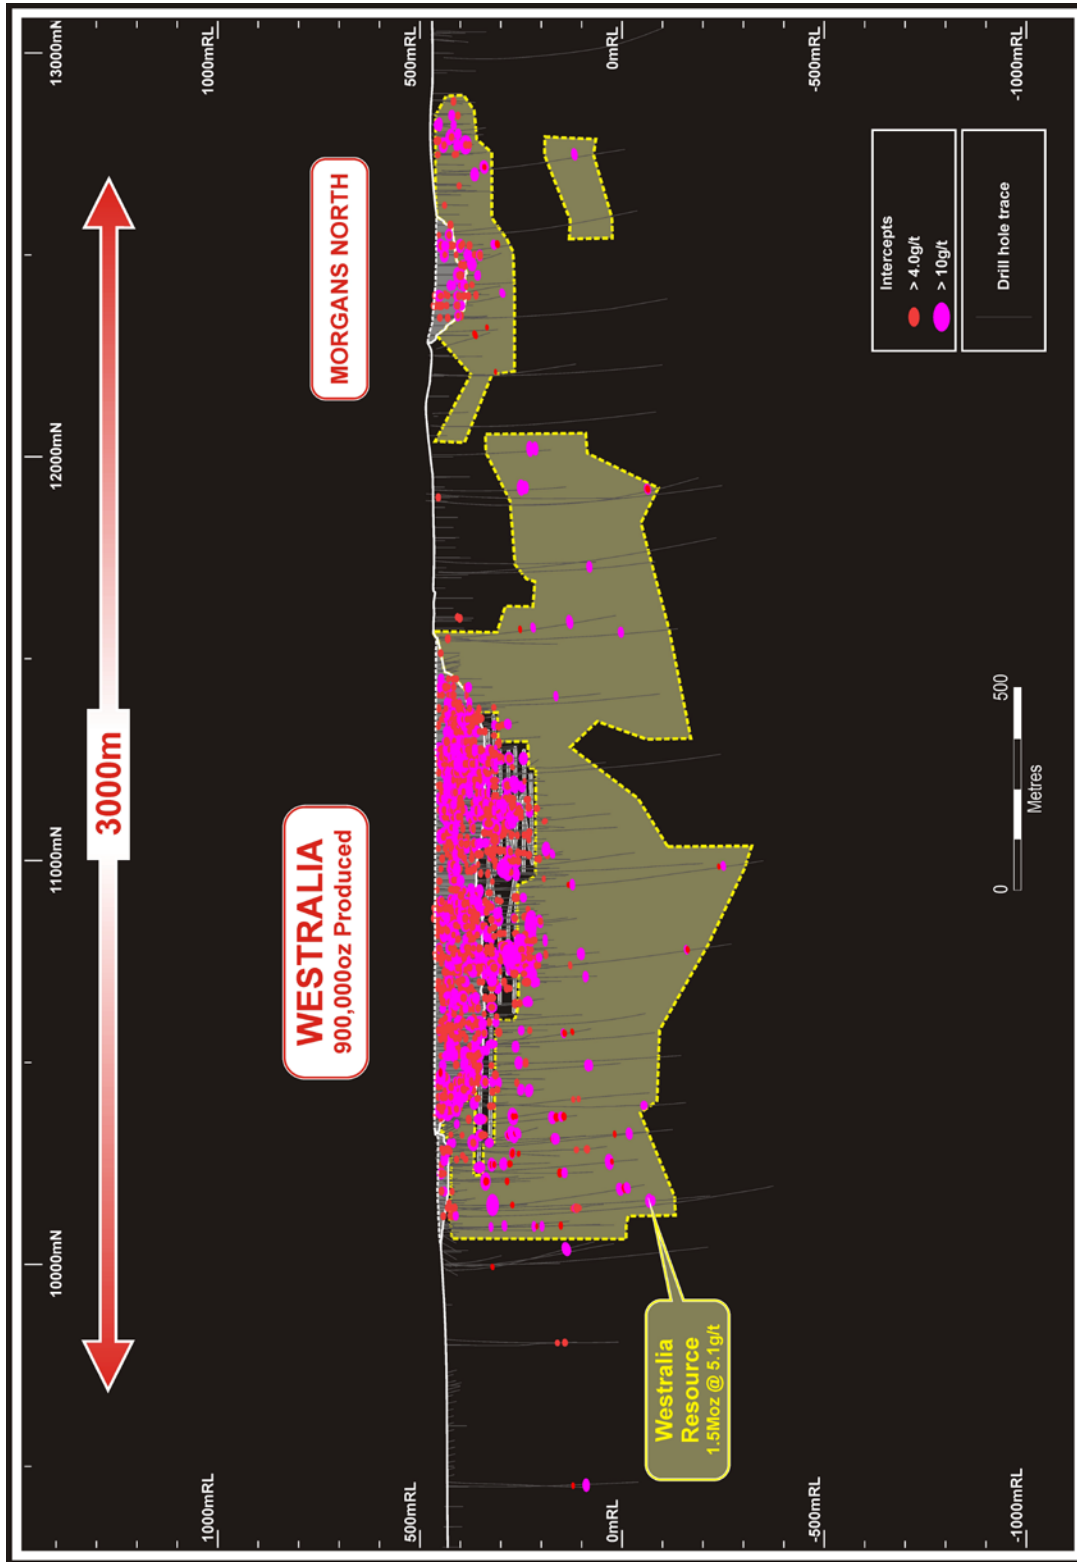 3000m
10000mN
11000mN
12000mN
13000mN
WESTRALIA
900,000oz Produced
MORGANS NORTH
1000mRL
1000mRL
500mRL
500mRL
0mRL
0mRL
-500mRL
-500mRL
-1000mRL
-1000mRL
Westralia
Resource
1.5Moz @ 5.1g/t
0
500
Metres
Intercepts
> 4.0g/t
> 10g/t
Drill hole trace